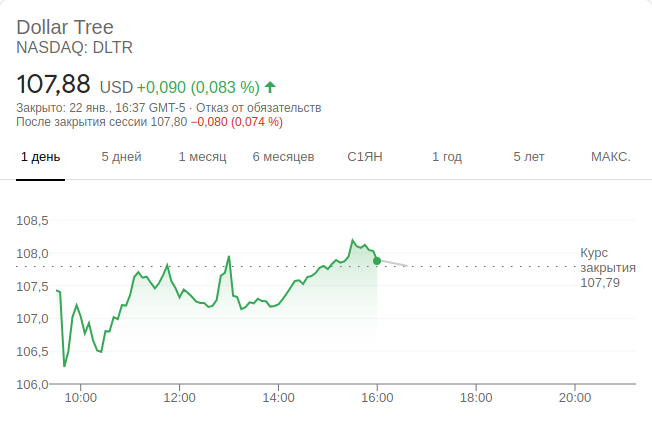 Dollar Tree
NASDAQ: DLTR
107,88 USD +0,090 (0,083 %)
Закрыто: 22 янв., 16:37 GMT-5 · Отказ от обязательств
После закрытия сессии 107,80 −0,080 (0,074 %)
1 день 5 дней 1 месяц 6 месяцев С1ЯН 1 год 5 лет МАКС.
108,5
108,0
107,5
107,0
106,5
106,0
Курс
закрытия
107,79
10:00 12:00 14:00 16:00 18:00 20:00